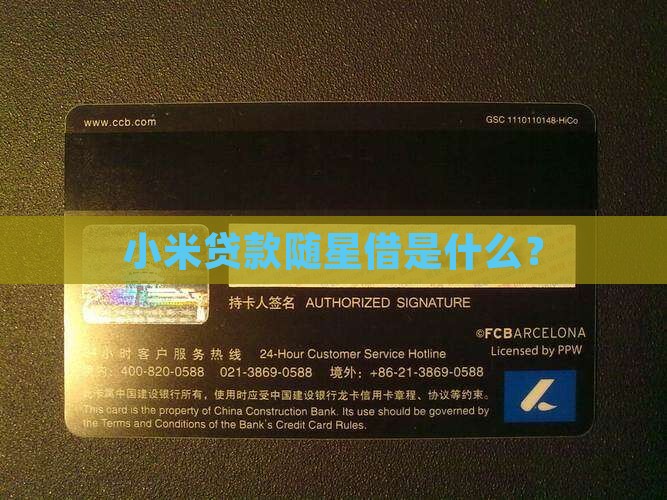 www.ccb.com
GSC 1110110148-HiCo
小米贷款随星借是什么？
持卡人签名 AUTHORIZED SIGNATURE
©FCBARCELONA
Licensed by PPW
小时客户服务热线 24-Hour Customer Service Hotline
400-820-0588 021-3869-0588 境外：+86-21-3869-0588
卡属中国建设银行所有，使用时应受中国建设银行龙卡信用卡章程、协议等约束。
This card is the property of China Construction Bank. Its use should be governed by
the Terms and Conditions of the Bank's Credit Card Rules.